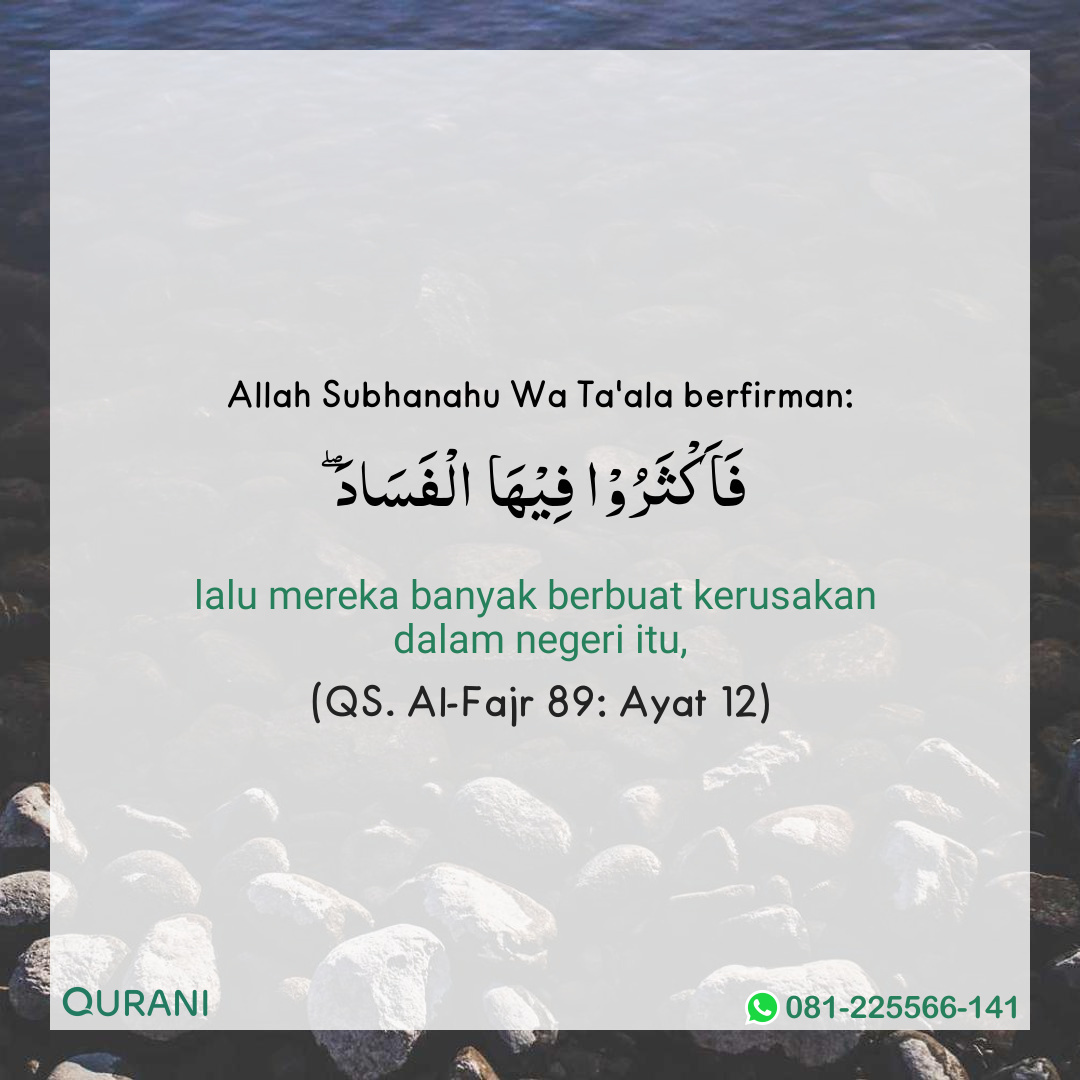 Allah Subhanahu Wa Ta'ala berfirman:
فَاَكْثَرُوْا فِيْهَا الْفَسَادَۖ
lalu mereka banyak berbuat kerusakan
dalam negeri itu,
(QS. Al-Fajr 89: Ayat 12)
QURANI
081-225566-141